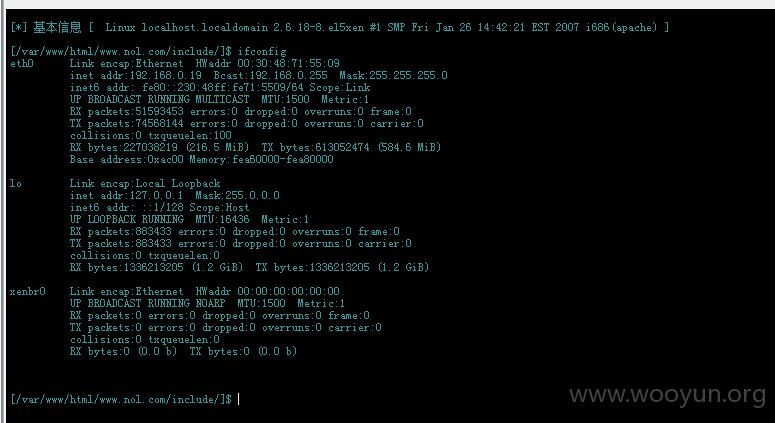 [*] 基本信息 [  Linux localhost.localdomain 2.6.18-8.el5xen #1 SMP Fri Jan 26 14:42:21 EST 2007 i686(apache) ]
[/var/www/html/www.nol.com/include/]$ ifconfig
eth0      Link encap:Ethernet  HWaddr 00:30:48:71:55:09
          inet addr:192.168.0.19  Bcast:192.168.0.255  Mask:255.255.255.0
          inet6 addr: fe80::230:48ff:fe71:5509/64 Scope:Link
          UP BROADCAST RUNNING MULTICAST  MTU:1500  Metric:1
          RX packets:51593453 errors:0 dropped:0 overruns:0 frame:0
          TX packets:74568144 errors:0 dropped:0 overruns:0 carrier:0
          collisions:0 txqueuelen:100
          RX bytes:227038219 (216.5 MiB)  TX bytes:613052474 (584.6 MiB)
          Base address:0xac00 Memory:fea60000-fea80000
lo        Link encap:Local Loopback
          inet addr:127.0.0.1  Mask:255.0.0.0
          inet6 addr: ::1/128 Scope:Host
          UP LOOPBACK RUNNING  MTU:16436  Metric:1
          RX packets:883433 errors:0 dropped:0 overruns:0 frame:0
          TX packets:883433 errors:0 dropped:0 overruns:0 carrier:0
          collisions:0 txqueuelen:0
          RX bytes:1336213205 (1.2 GiB)  TX bytes:1336213205 (1.2 GiB)
xenbr0    Link encap:Ethernet  HWaddr 00:00:00:00:00:00
          UP BROADCAST RUNNING NOARP  MTU:1500  Metric:1
          RX packets:0 errors:0 dropped:0 overruns:0 frame:0
          TX packets:0 errors:0 dropped:0 overruns:0 carrier:0
          collisions:0 txqueuelen:0
          RX bytes:0 (0.0 b)  TX bytes:0 (0.0 b)
[/var/www/html/www.nol.com/include/]$
www.wooyun.org